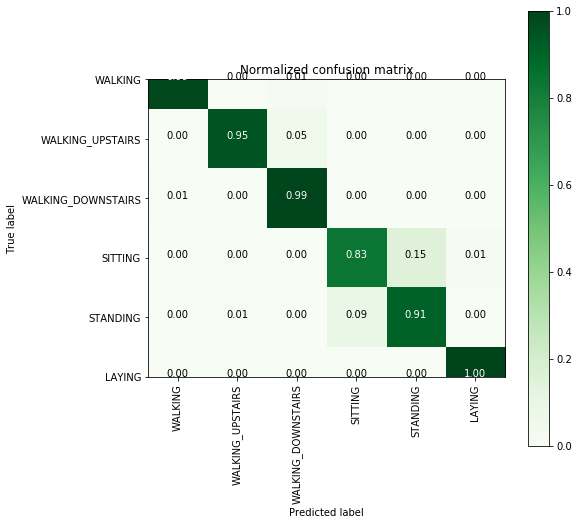 Normalized confusion matrix
1.0
WALKING 0.00 0.01 0.00 0.00 0.00
WALKING_UPSTAIRS 0.00 0.95 0.05 0.00 0.00 0.00
0.8
WALKING_DOWNSTAIRS 0.01 0.00 0.99 0.00 0.00 0.00
0.6
True label
SITTING 0.00 0.00 0.00 0.83 0.15 0.01
0.4
STANDING 0.00 0.01 0.00 0.09 0.91 0.00
0.2
LAYING 0.00 0.00 0.00 0.00 0.00 1.00
0.0
WALKING
WALKING_UPSTAIRS
WALKING_DOWNSTAIRS
SITTING
STANDING
LAYING
Predicted label